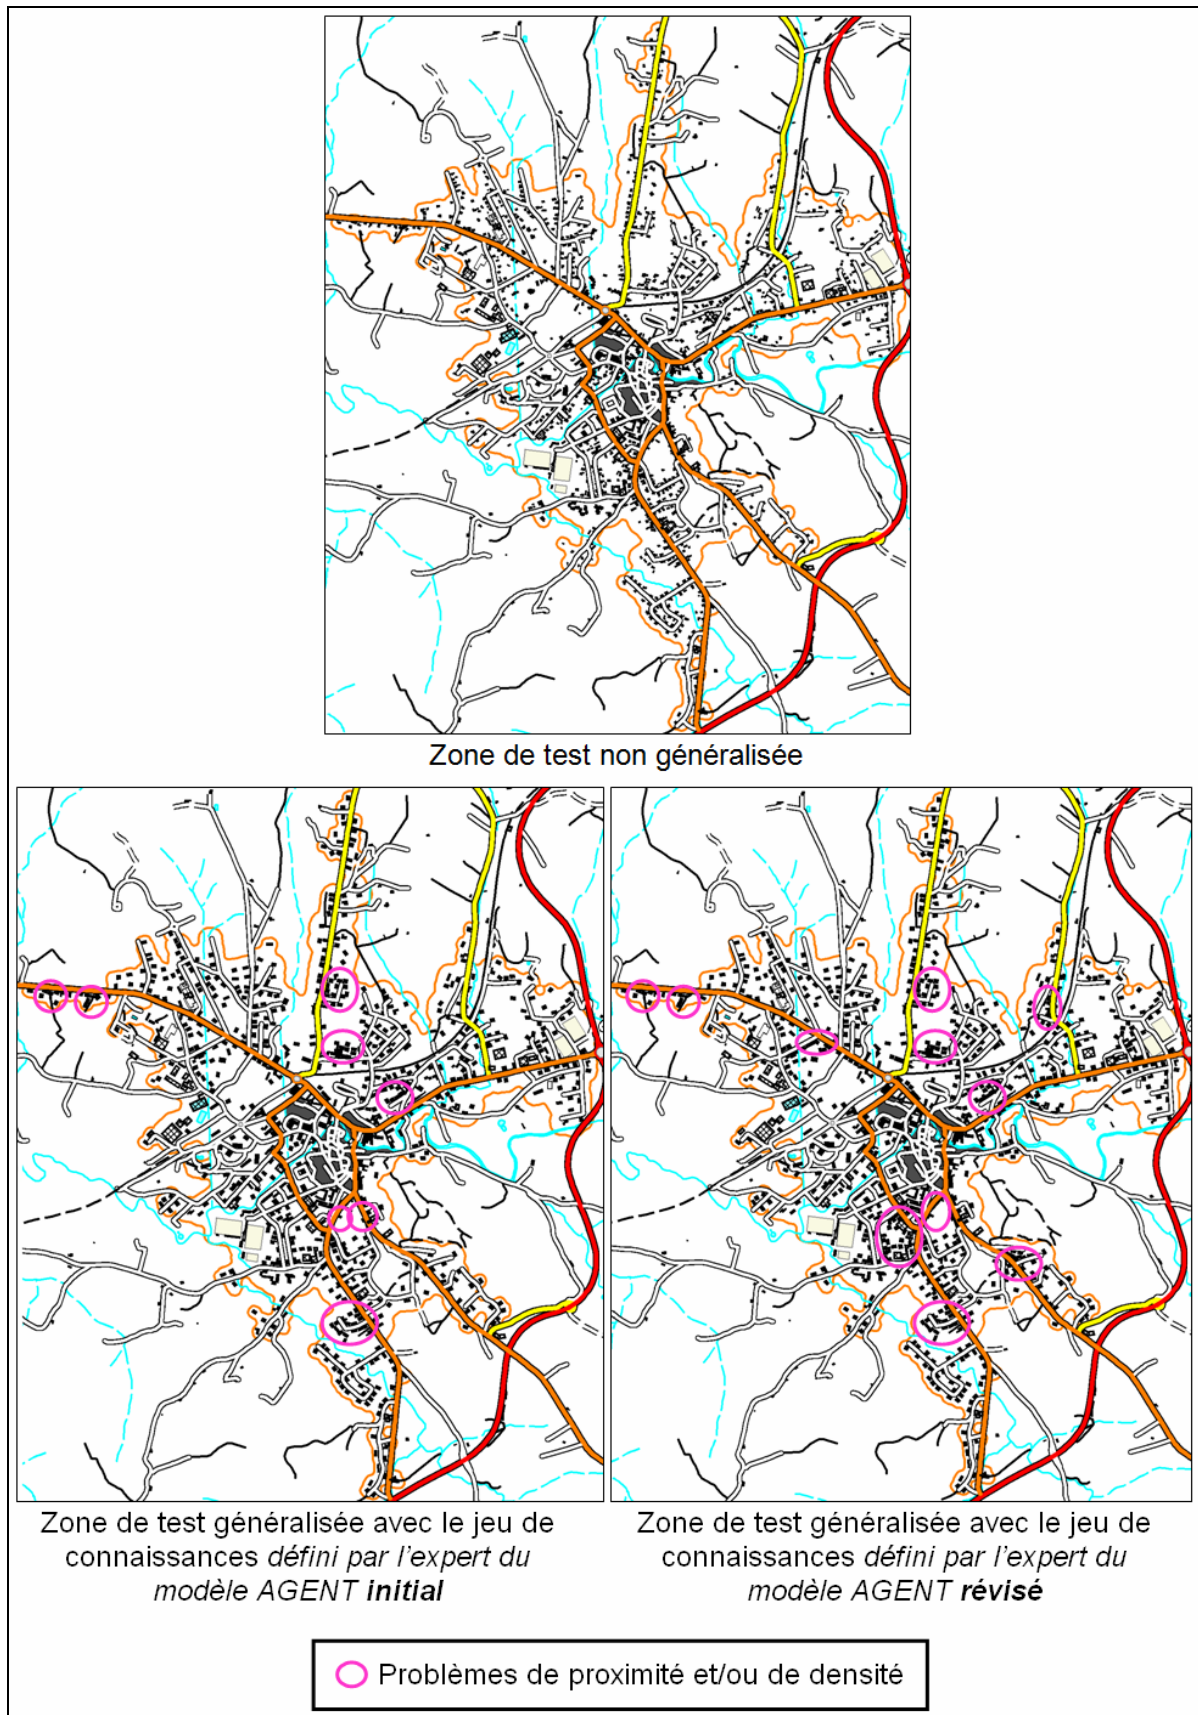 Zone de test non généralisée
Zone de test généralisée avec le jeu de
connaissances défini par l'expert du
modèle AGENT initial
Zone de test généralisée avec le jeu de
connaissances défini par l'expert du
modèle AGENT révisé
Problèmes de proximité et/ou de densité